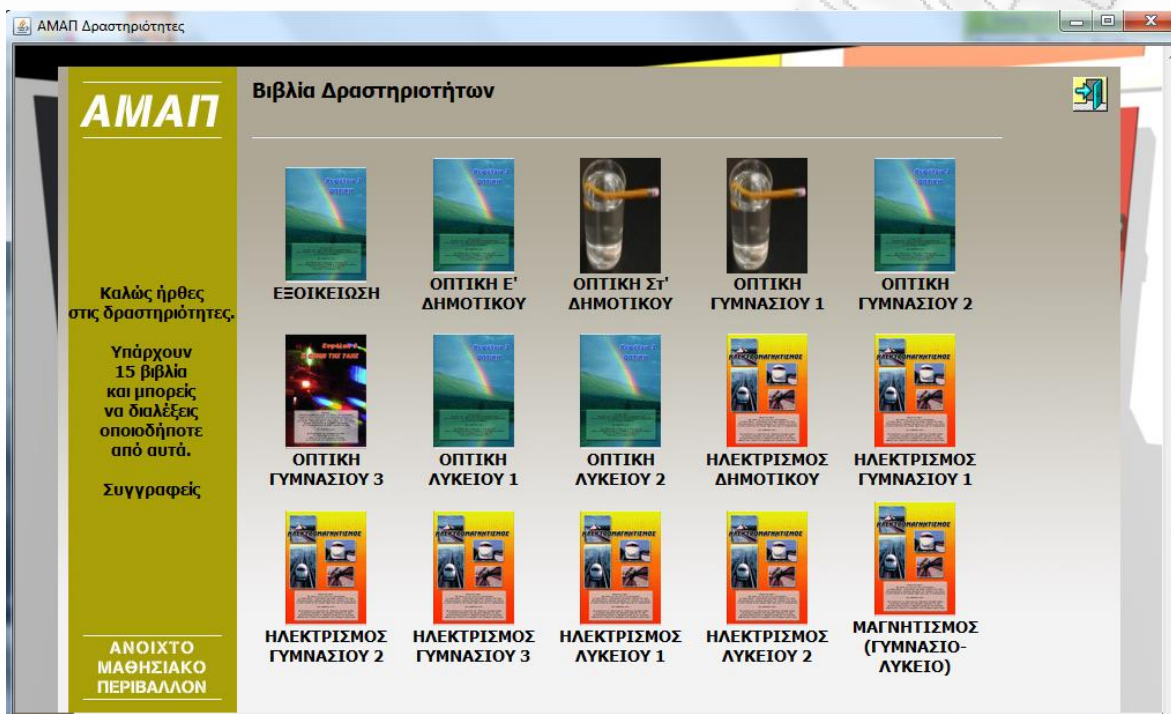 ΑΜΑΠ Δραστηριότητες
ΑΜΑΠ
Βιβλία Δραστηριοτήτων
Καλώς ήρθες
στις δραστηριότητες.
Υπάρχουν
15 βιβλία
και μπορείς
να διαλέξεις
οποιοδήποτε
από αυτά.
Συγγραφείς
ΑΝΟΙΧΤΟ
ΜΑΘΗΣΙΑΚΟ
ΠΕΡΙΒΑΛΛΟΝ
ΕΞΟΙΚΕΙΩΣΗ
ΟΠΤΙΚΗ Ε'
ΔΗΜΟΤΙΚΟΥ
ΟΠΤΙΚΗ Στ'
ΔΗΜΟΤΙΚΟΥ
ΟΠΤΙΚΗ
ΓΥΜΝΑΣΙΟΥ 1
ΟΠΤΙΚΗ
ΓΥΜΝΑΣΙΟΥ 2
ΟΠΤΙΚΗ
ΓΥΜΝΑΣΙΟΥ 3
ΟΠΤΙΚΗ
ΛΥΚΕΙΟΥ 1
ΟΠΤΙΚΗ
ΛΥΚΕΙΟΥ 2
ΗΛΕΚΤΡΙΣΜΟΣ
ΔΗΜΟΤΙΚΟΥ
ΗΛΕΚΤΡΙΣΜΟΣ
ΓΥΜΝΑΣΙΟΥ 1
ΗΛΕΚΤΡΙΣΜΟΣ
ΓΥΜΝΑΣΙΟΥ 2
ΗΛΕΚΤΡΙΣΜΟΣ
ΓΥΜΝΑΣΙΟΥ 3
ΗΛΕΚΤΡΙΣΜΟΣ
ΛΥΚΕΙΟΥ 1
ΗΛΕΚΤΡΙΣΜΟΣ
ΛΥΚΕΙΟΥ 2
ΜΑΓΝΗΤΙΣΜΟΣ
(ΓΥΜΝΑΣΙΟ-
ΛΥΚΕΙΟ)